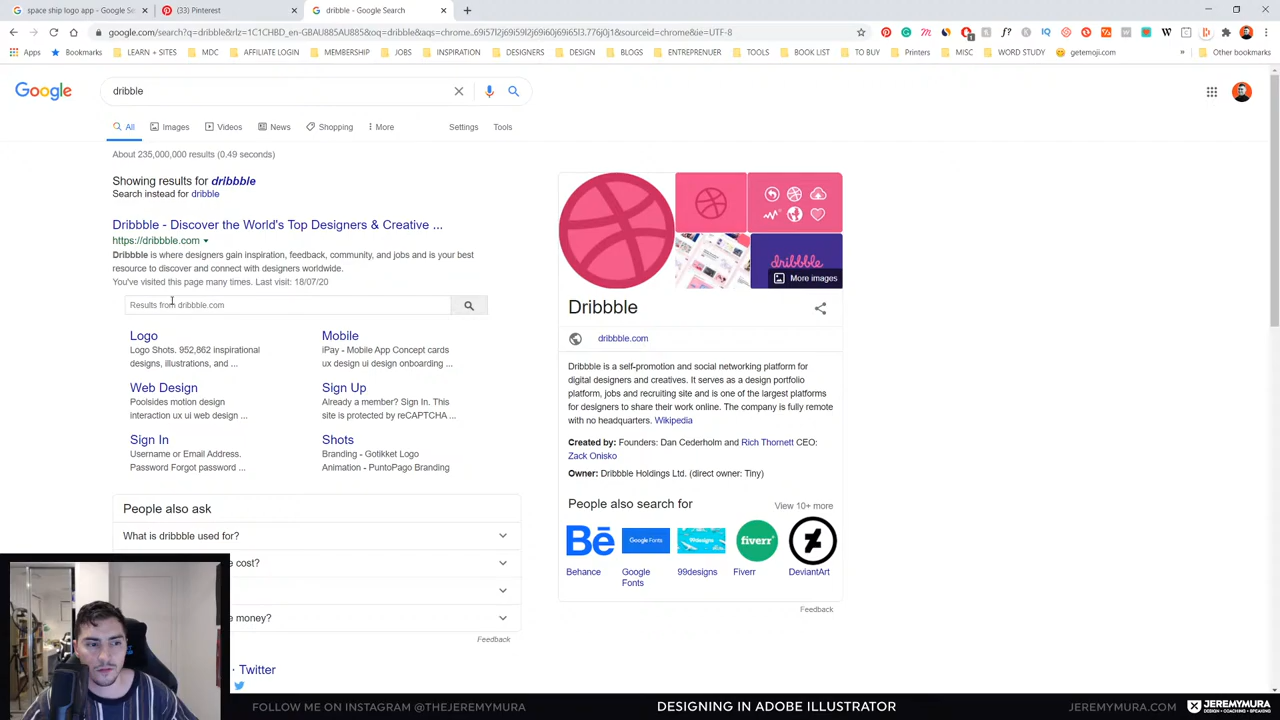 space ship logo app - Google Se
(33) Pinterest
dribble - Google Search
google.com/search?q=dribble&rlz=1C1CHBD_en-GBAU885AU885&oq=dribble&aqs=chrome..69i57l2j69i59l2j69i60j69i65l3.776j0j1&sourceid=chrome&ie=UTF-8
Apps Bookmarks LEARN + SITES MDC AFFILIATE LOGIN MEMBERSHIP JOBS INSPIRATION DESIGNERS DESIGN BLOGS ENTREPRENUER TOOLS BOOK LIST TO BUY Printers MISC WORD STUDY getemoji.com » Other bookmarks
Google
dribble
All Images Videos News Shopping More Settings Tools
About 235,000,000 results (0.49 seconds)
Showing results for dribbble
Search instead for dribble
Dribbble - Discover the World's Top Designers & Creative ...
https://dribbble.com
Dribbble is where designers gain inspiration, feedback, community, and jobs and is your best
resource to discover and connect with designers worldwide.
You've visited this page many times. Last visit: 18/07/20
Results from dribbble.com
Logo
Logo Shots. 952,862 inspirational
designs, illustrations, and ...
Mobile
iPay - Mobile App Concept cards
ux design ui design onboarding ...
Web Design
Poolsides motion design
interaction ux ui web design ...
Sign Up
Already a member? Sign In. This
site is protected by reCAPTCHA ...
Sign In
Username or Email Address.
Password Forgot password ...
Shots
Branding - Gotikket Logo
Animation - PuntoPago Branding
People also ask
What is dribbble used for?
cost?
money?
Feedback
· Twitter
dribbble
More images
Dribbble
dribbble.com
Dribbble is a self-promotion and social networking platform for
digital designers and creatives. It serves as a design portfolio
platform, jobs and recruiting site and is one of the largest platforms
for designers to share their work online. The company is fully remote
with no headquarters. Wikipedia
Created by: Founders: Dan Cederholm and Rich Thornett CEO:
Zack Onisko
Owner: Dribbble Holdings Ltd. (direct owner: Tiny)
People also search for
View 10+ more
Bē
Google Fonts
99designs
fiverr
Behance
Google
Fonts
99designs
Fiverr
DeviantArt
Feedback
FOLLOW ME ON INSTAGRAM @THEJEREMYMURA
DESIGNING IN ADOBE ILLUSTRATOR
JEREMYMURA.COM
JEREMYMURA
DESIGN • COACHING • SPEAKING